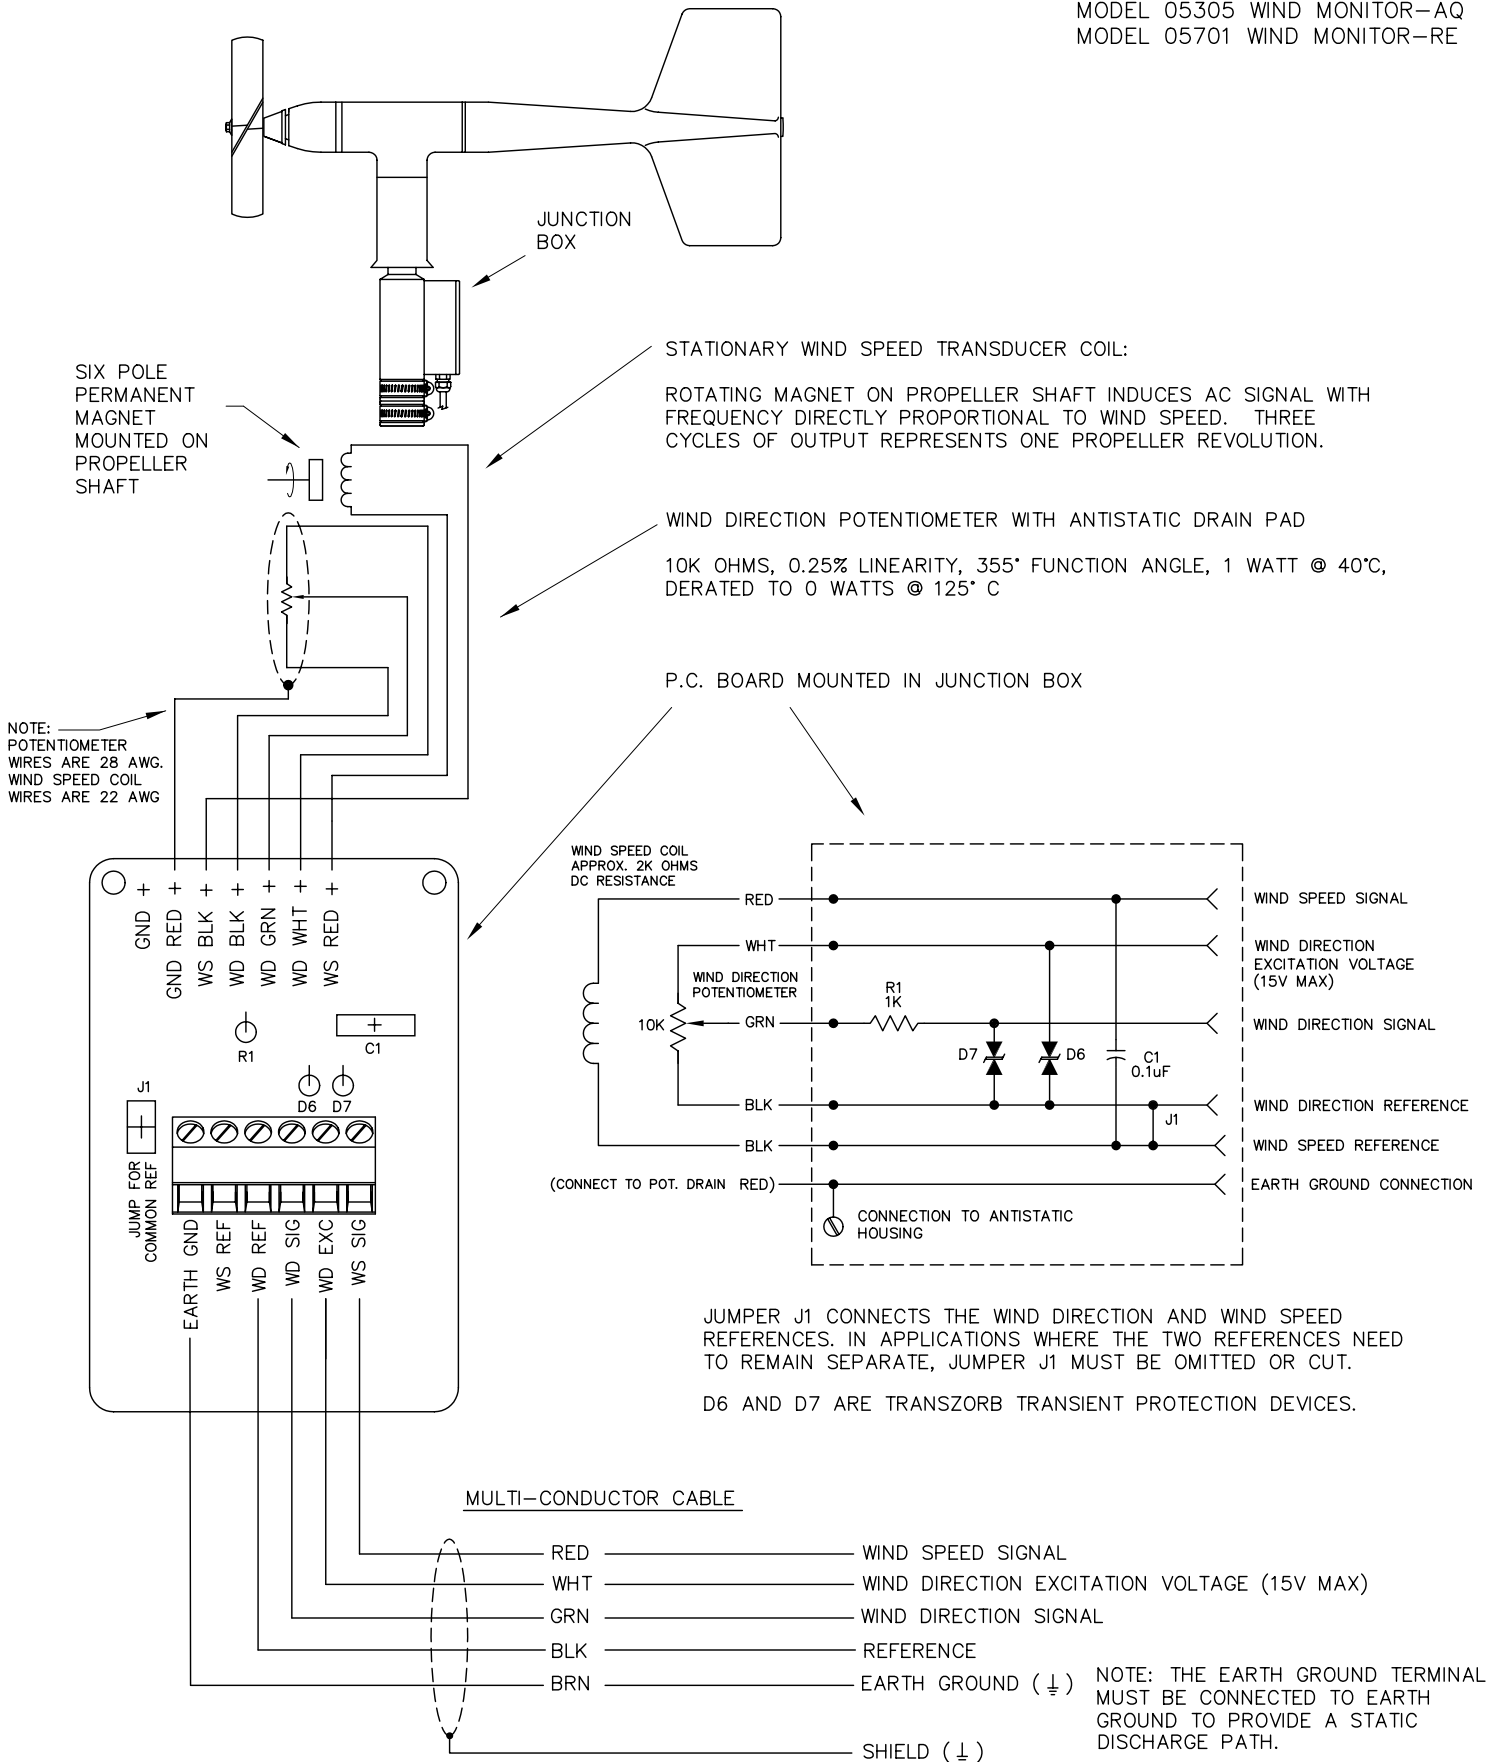 MODEL 05305 WIND MONITOR-AQ
MODEL 05701 WIND MONITOR-RE
JUNCTION
BOX
SIX POLE
PERMANENT
MAGNET
MOUNTED ON
PROPELLER
SHAFT
STATIONARY WIND SPEED TRANSDUCER COIL:
ROTATING MAGNET ON PROPELLER SHAFT INDUCES AC SIGNAL WITH
FREQUENCY DIRECTLY PROPORTIONAL TO WIND SPEED. THREE
CYCLES OF OUTPUT REPRESENTS ONE PROPELLER REVOLUTION.
WIND DIRECTION POTENTIOMETER WITH ANTISTATIC DRAIN PAD
10K OHMS, 0.25% LINEARITY, 355° FUNCTION ANGLE, 1 WATT @ 40°C,
DERATED TO 0 WATTS @ 125° C
P.C. BOARD MOUNTED IN JUNCTION BOX
NOTE:
POTENTIOMETER
WIRES ARE 28 AWG.
WIND SPEED COIL
WIRES ARE 22 AWG
GND +
GND RED +
WS BLK +
WD BLK +
WD GRN +
WD WHT +
WS RED +
R1
C1
J1
D6 D7
JUMP FOR
COMMON REF
EARTH GND
WS REF
WD REF
WD SIG
WD EXC
WS SIG
WIND SPEED COIL
APPROX. 2K OHMS
DC RESISTANCE
RED
WIND SPEED SIGNAL
WHT
WIND DIRECTION
EXCITATION VOLTAGE
(15V MAX)
WIND DIRECTION
POTENTIOMETER
R1
1K
10K
GRN
WIND DIRECTION SIGNAL
D7
D6
C1
0.1uF
BLK
WIND DIRECTION REFERENCE
J1
BLK
WIND SPEED REFERENCE
(CONNECT TO POT. DRAIN RED)
EARTH GROUND CONNECTION
CONNECTION TO ANTISTATIC
HOUSING
JUMPER J1 CONNECTS THE WIND DIRECTION AND WIND SPEED
REFERENCES. IN APPLICATIONS WHERE THE TWO REFERENCES NEED
TO REMAIN SEPARATE, JUMPER J1 MUST BE OMITTED OR CUT.
D6 AND D7 ARE TRANSZORB TRANSIENT PROTECTION DEVICES.
MULTI-CONDUCTOR CABLE
RED WIND SPEED SIGNAL
WHT WIND DIRECTION EXCITATION VOLTAGE (15V MAX)
GRN WIND DIRECTION SIGNAL
BLK REFERENCE
BRN EARTH GROUND (⏚)
SHIELD (⏚)
NOTE: THE EARTH GROUND TERMINAL
MUST BE CONNECTED TO EARTH
GROUND TO PROVIDE A STATIC
DISCHARGE PATH.